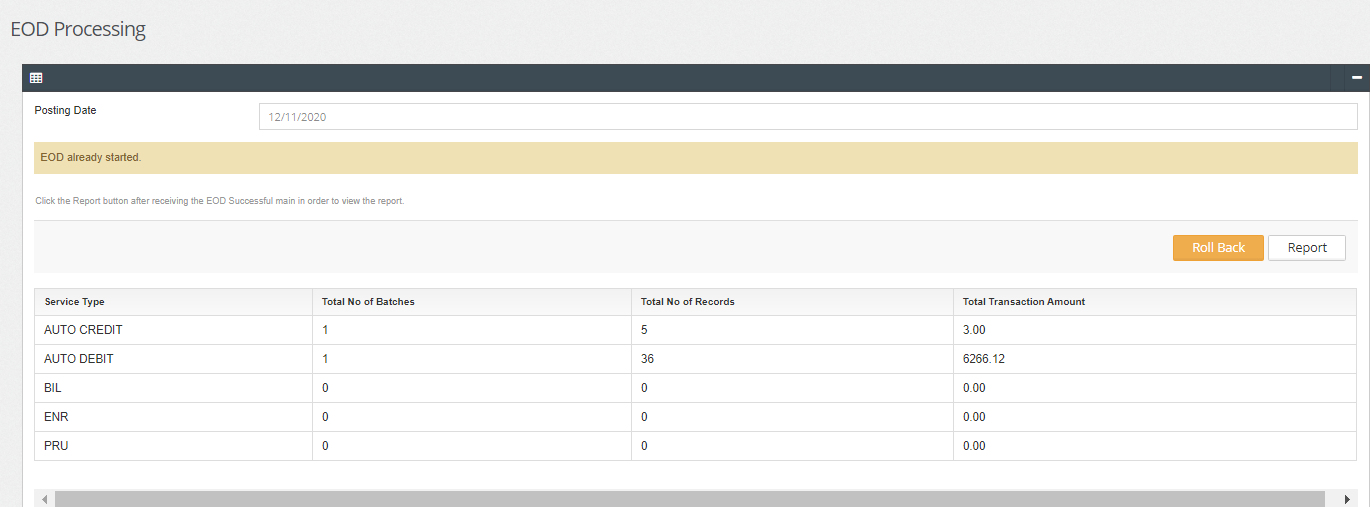 EOD Processing
Posting Date
12/11/2020
EOD already started.
Click the Report button after receiving the EOD Successful main in order to view the report.
Roll Back Report
Service Type Total No of Batches Total No of Records Total Transaction Amount
AUTO CREDIT 1 5 3.00
AUTO DEBIT 1 36 6266.12
BIL 0 0 0.00
ENR 0 0 0.00
PRU 0 0 0.00